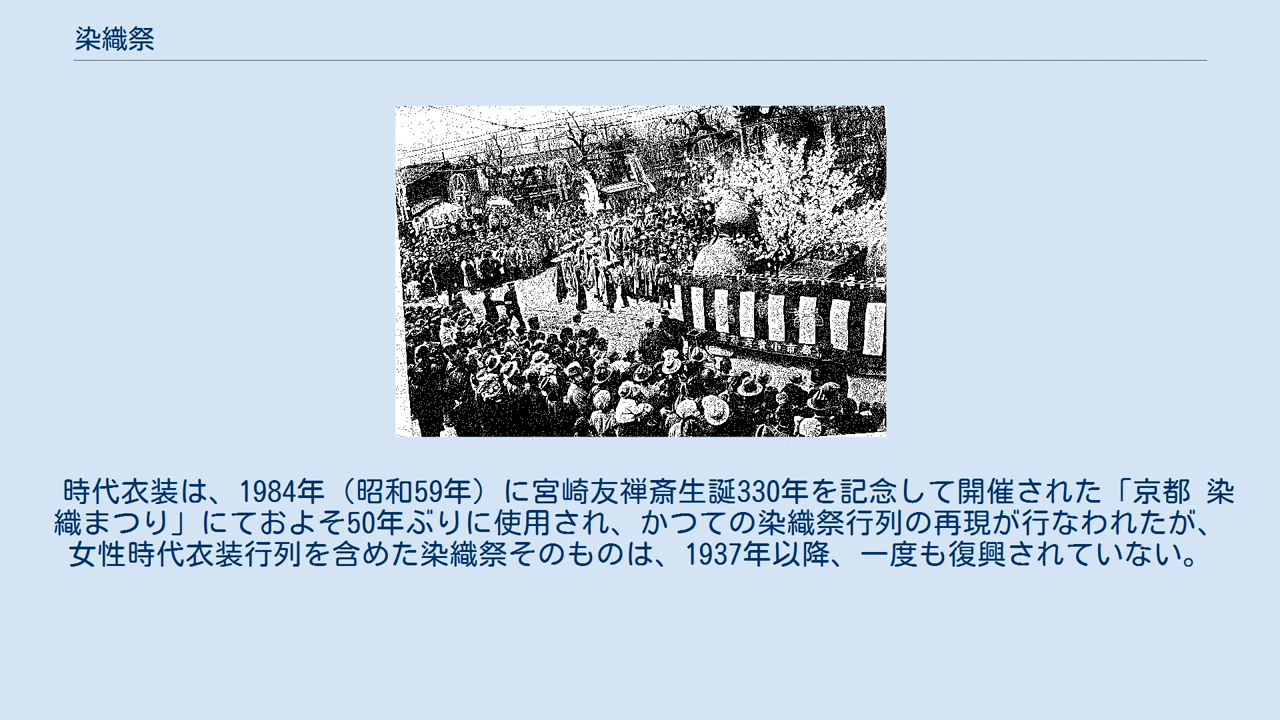 染織祭
時代衣装は、1984年（昭和59年）に宮崎友禅斎生誕330年を記念して開催された「京都 染
織まつり」にておよそ50年ぶりに使用され、かつての染織祭行列の再現が行なわれたが、
女性時代衣装行列を含めた染織祭そのものは、1937年以降、一度も復興されていない。